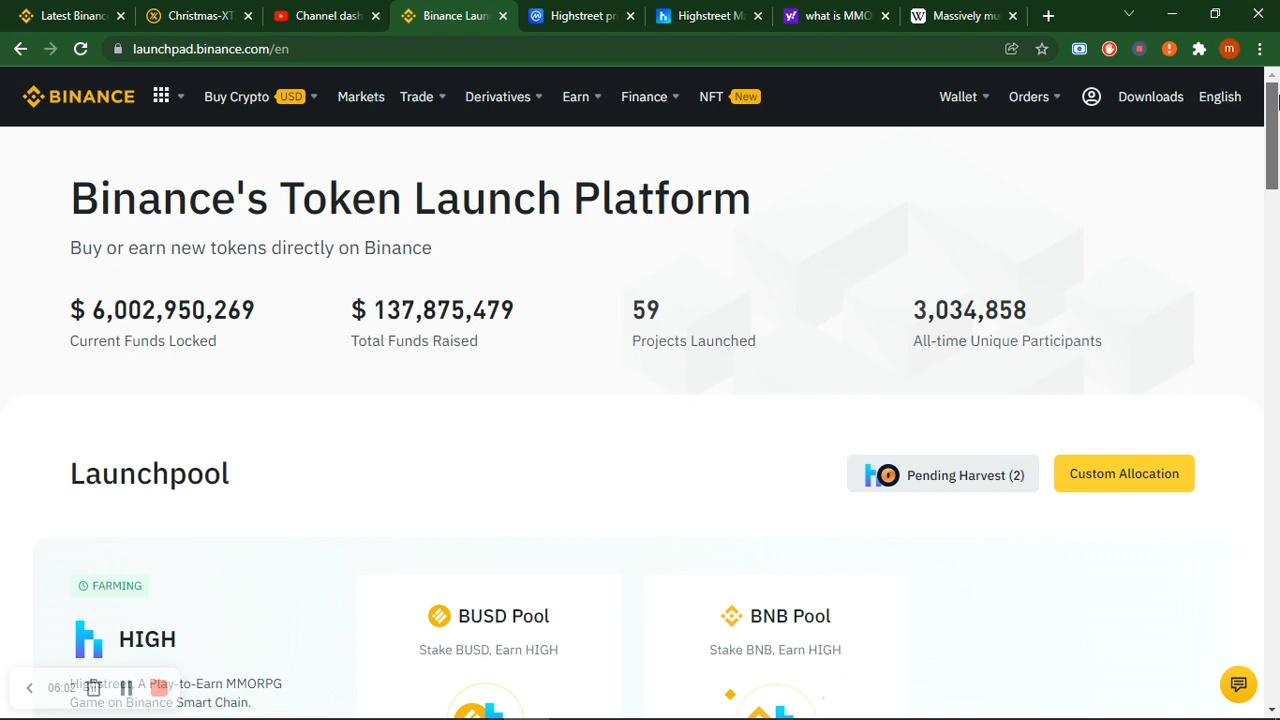 Latest Binanc
Christmas-XT
Channel dash
Binance Laun
Highstreet pr
Highstreet M
what is MMO
Massively mu
launchpad.binance.com/en
m
BINANCE
Buy Crypto USD
Markets
Trade
Derivatives
Earn
Finance
NFT New
Wallet
Orders
Downloads
English
Binance's Token Launch Platform
Buy or earn new tokens directly on Binance
$ 6,002,950,269
$ 137,875,479
59
3,034,858
Current Funds Locked
Total Funds Raised
Projects Launched
All-time Unique Participants
Launchpool
Pending Harvest (2)
Custom Allocation
FARMING
HIGH
BUSD Pool
BNB Pool
Stake BUSD, Earn HIGH
Stake BNB, Earn HIGH
Highstreet, A Play-to-Earn MMORPG
Game on Binance Smart Chain.